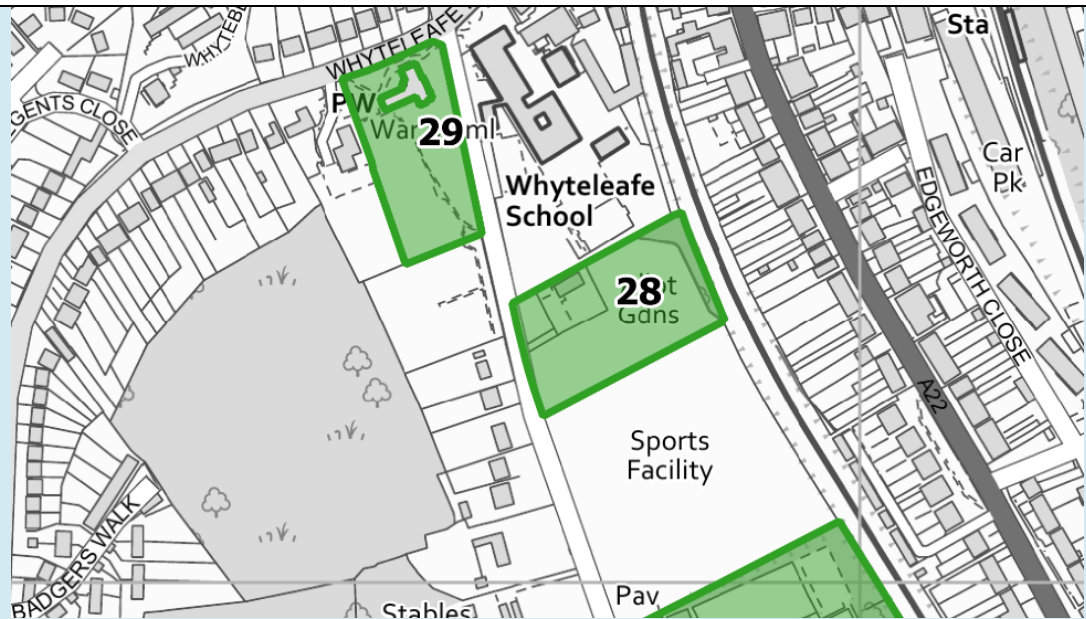 WHYTELEAFE
Sta
WHYTEB
PW
EGENTS CLOSE
29
Car
Pk
Whyteleafe
School
EDGEWORTH CLOSE
28
Gdns
A22
Sports
Facility
BADGERS WALK
Pav
Stables